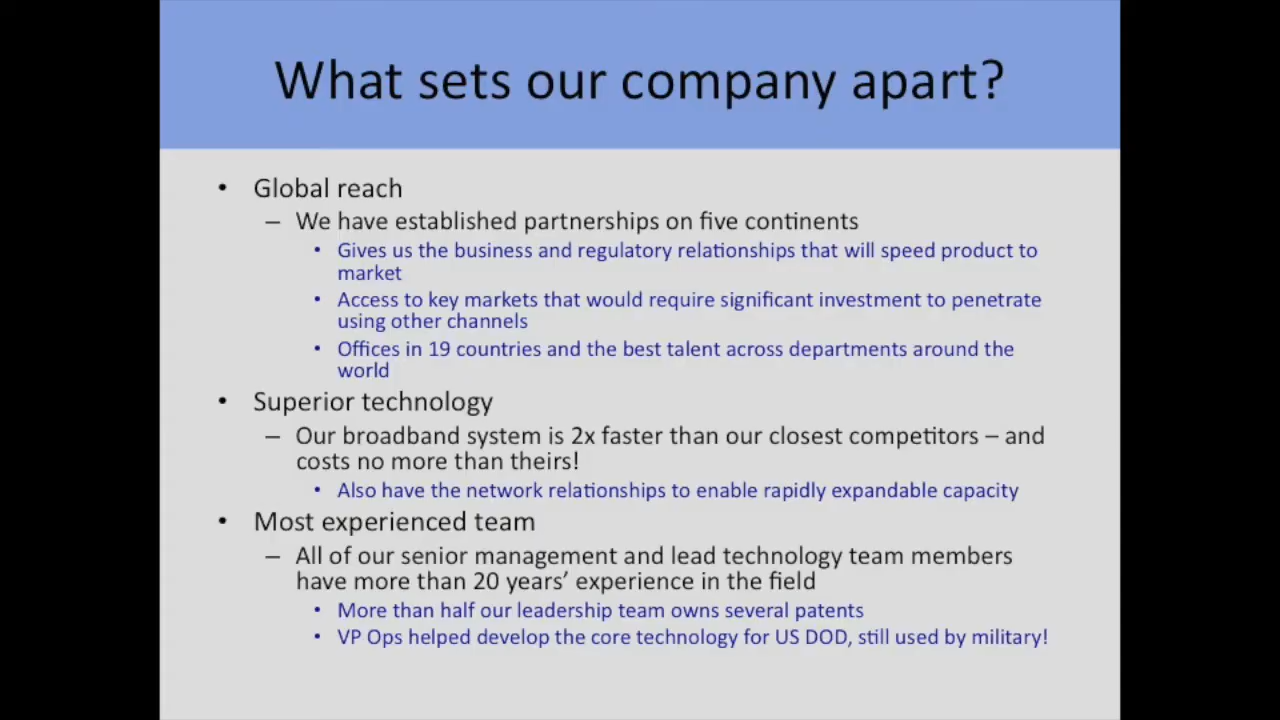 What sets our company apart?
• Global reach
– We have established partnerships on five continents
• Gives us the business and regulatory relationships that will speed product to
market
• Access to key markets that would require significant investment to penetrate
using other channels
• Offices in 19 countries and the best talent across departments around the
world
• Superior technology
– Our broadband system is 2x faster than our closest competitors – and
costs no more than theirs!
• Also have the network relationships to enable rapidly expandable capacity
• Most experienced team
– All of our senior management and lead technology team members
have more than 20 years’ experience in the field
• More than half our leadership team owns several patents
• VP Ops helped develop the core technology for US DOD, still used by military!